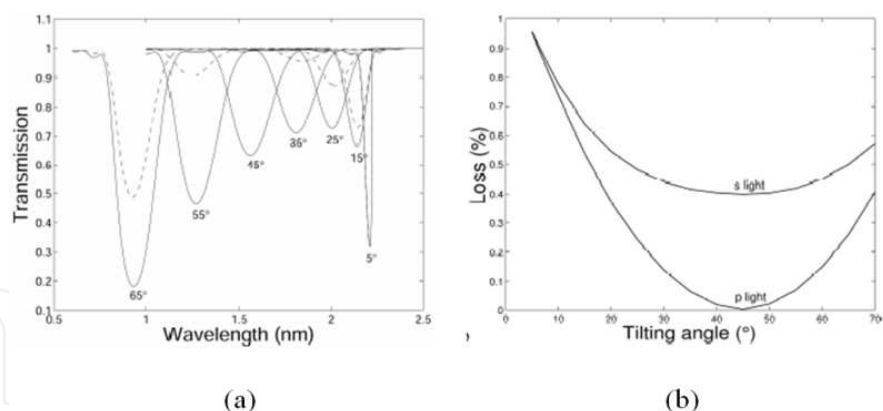 1.1
1
0.9
0.8
0.7
0.6
0.5
0.4
0.3
0.2
0.1
Transmission
65°
55°
45°
35°
25°
15°
5°
0.5 1 1.5 2 2.5
Wavelength (nm)
(a)
1
0.9
0.8
0.7
0.6
0.5
0.4
0.3
0.2
0.1
0
Loss (%)
s light
p light
0 10 20 30 40 50 60 70
Tilting angle (°)
(b)